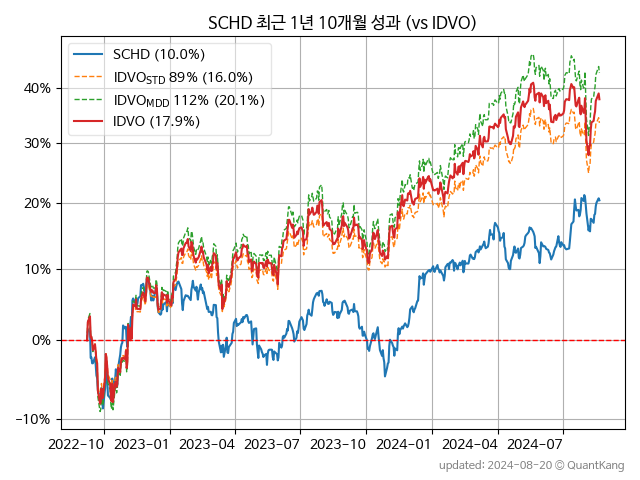 SCHD 최근 1년 10개월 성과 (vs IDVO)
SCHD (10.0%)
IDVO_STD 89% (16.0%)
IDVO_MDD 112% (20.1%)
IDVO (17.9%)
40%
30%
20%
10%
0%
−10%
2022−10 2023−01 2023−04 2023−07 2023−10 2024−01 2024−04 2024−07
updated: 2024−08−20 © QuantKang